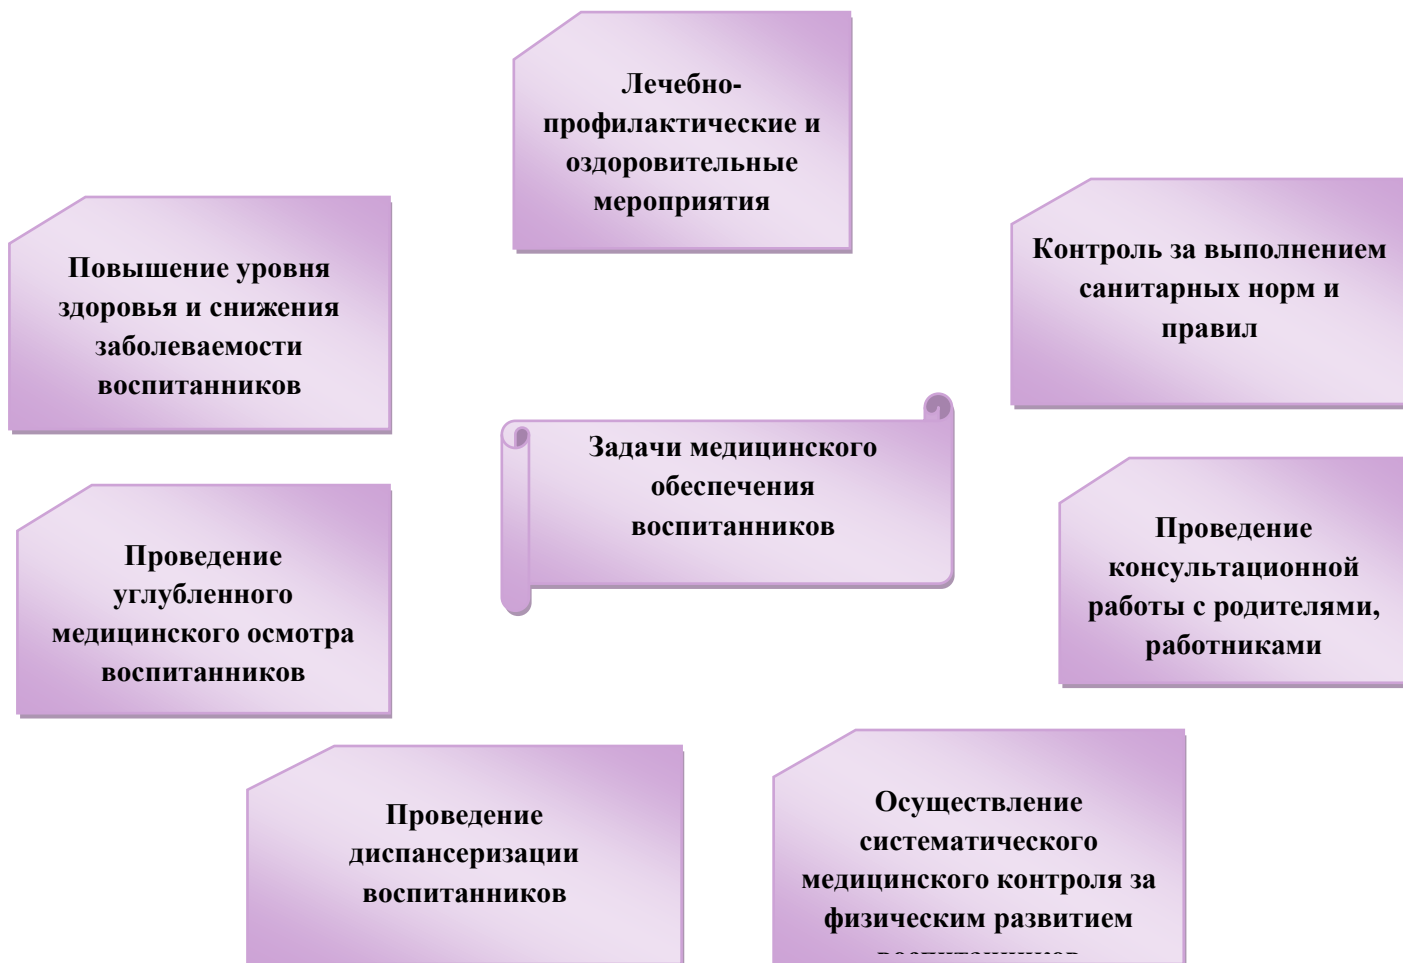 Лечебно-
профилактические и
оздоровительные
мероприятия
Повышение уровня
здоровья и снижения
заболеваемости
воспитанников
Контроль за выполнением
санитарных норм и
правил
Задачи медицинского
обеспечения
воспитанников
Проведение
углубленного
медицинского осмотра
воспитанников
Проведение
консультационной
работы с родителями,
работниками
Проведение
диспансеризации
воспитанников
Осуществление
систематического
медицинского контроля за
физическим развитием